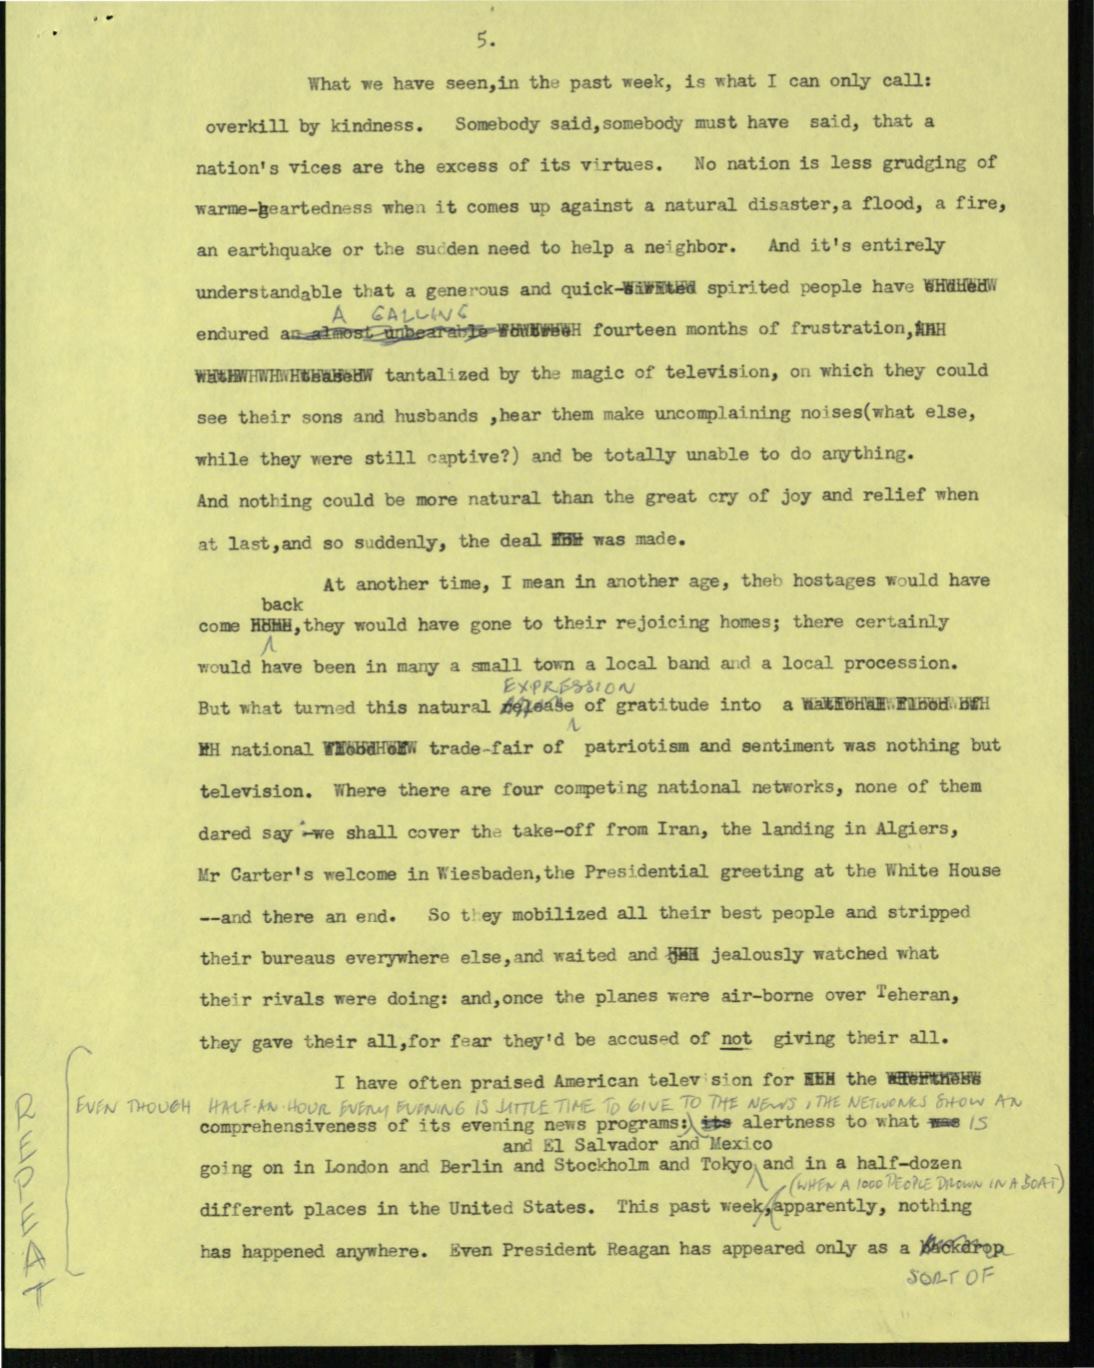 5.
What we have seen,in the past week, is what I can only call:
overkill by kindness. Somebody said,somebody must have said, that a
nation's vices are the excess of its virtues. No nation is less grudging of
warme-heartedness when it comes up against a natural disaster,a flood, a fire,
an earthquake or the sudden need to help a neighbor. And it's entirely
understandable that a generous and quick- spirited people have
A GALLING
endured an almost unbearable fourteen months of frustration,
tantalized by the magic of television, on which they could
see their sons and husbands ,hear them make uncomplaining noises(what else,
while they were still captive?) and be totally unable to do anything.
And nothing could be more natural than the great cry of joy and relief when
at last,and so suddenly, the deal was made.
At another time, I mean in another age, theb hostages would have
back
come ,they would have gone to their rejoicing homes; there certainly
would have been in many a small town a local band and a local procession.
EXPRESSION
But what turned this natural release of gratitude into a national flood of
national trade-fair of patriotism and sentiment was nothing but
television. Where there are four competing national networks, none of them
dared say -we shall cover the take-off from Iran, the landing in Algiers,
Mr Carter's welcome in Wiesbaden,the Presidential greeting at the White House
--and there an end. So they mobilized all their best people and stripped
their bureaus everywhere else,and waited and jealously watched what
their rivals were doing: and,once the planes were air-borne over Teheran,
they gave their all,for fear they'd be accused of not giving their all.
I have often praised American television for the alertness
EVEN THOUGH HALF-AN-HOUR EVERY EVENING IS LITTLE TIME TO GIVE TO THE NEWS, THE NETWORKS SHOW AN
comprehensiveness of its evening news programs: its alertness to what was IS
and El Salvador and Mexico
going on in London and Berlin and Stockholm and Tokyo, and in a half-dozen
(WHEN A 1000 PEOPLE DROWN IN A BOAT)
different places in the United States. This past week, apparently, nothing
has happened anywhere. Even President Reagan has appeared only as a backdrop
SORT OF
REPEAT